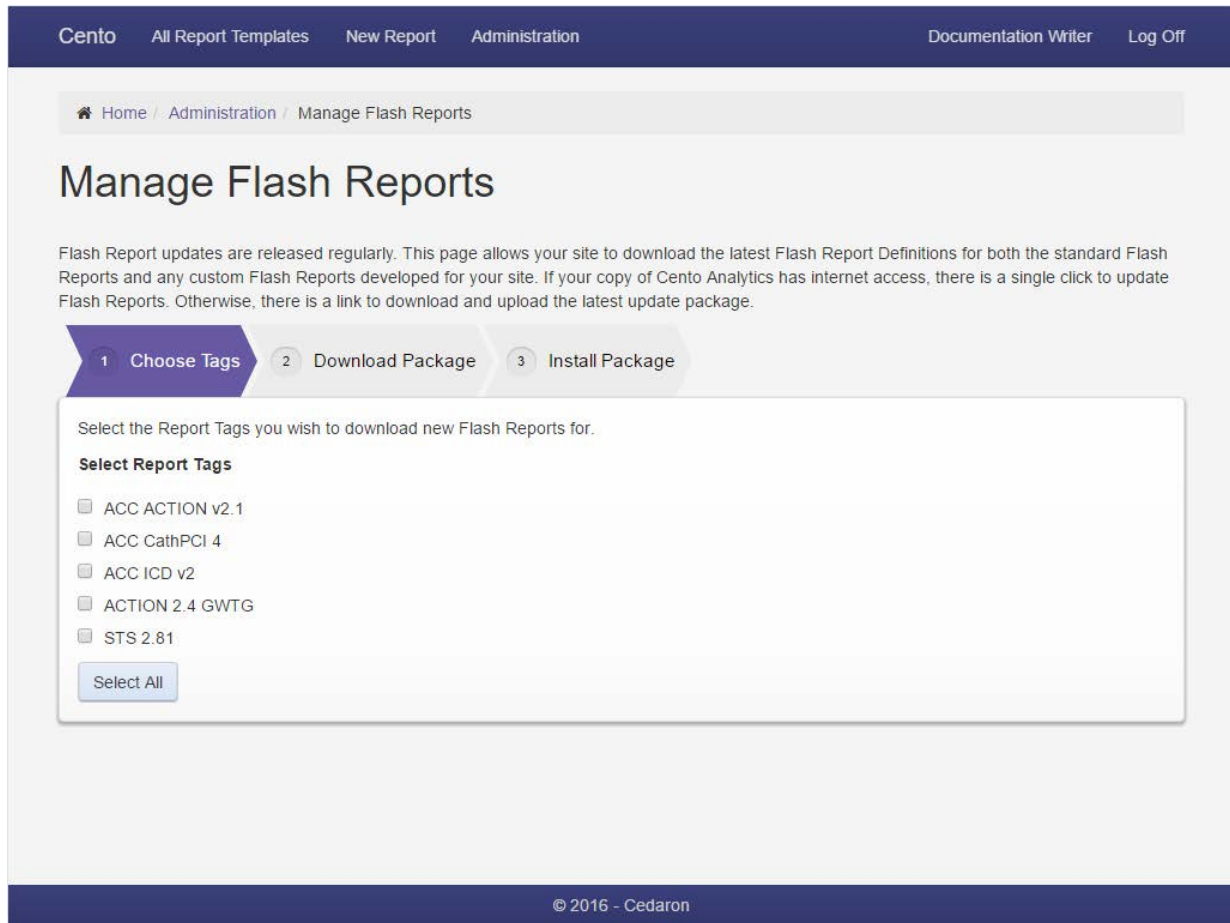 Cento All Report Templates New Report Administration Documentation Writer Log Off
Home / Administration / Manage Flash Reports
Manage Flash Reports
Flash Report updates are released regularly. This page allows your site to download the latest Flash Report Definitions for both the standard Flash
Reports and any custom Flash Reports developed for your site. If your copy of Cento Analytics has internet access, there is a single click to update
Flash Reports. Otherwise, there is a link to download and upload the latest update package.
1 Choose Tags 2 Download Package 3 Install Package
Select the Report Tags you wish to download new Flash Reports for.
Select Report Tags
ACC ACTION v2.1
ACC CathPCI 4
ACC ICD v2
ACTION 2.4 GWTG
STS 2.81
Select All
© 2016 - Cedaron